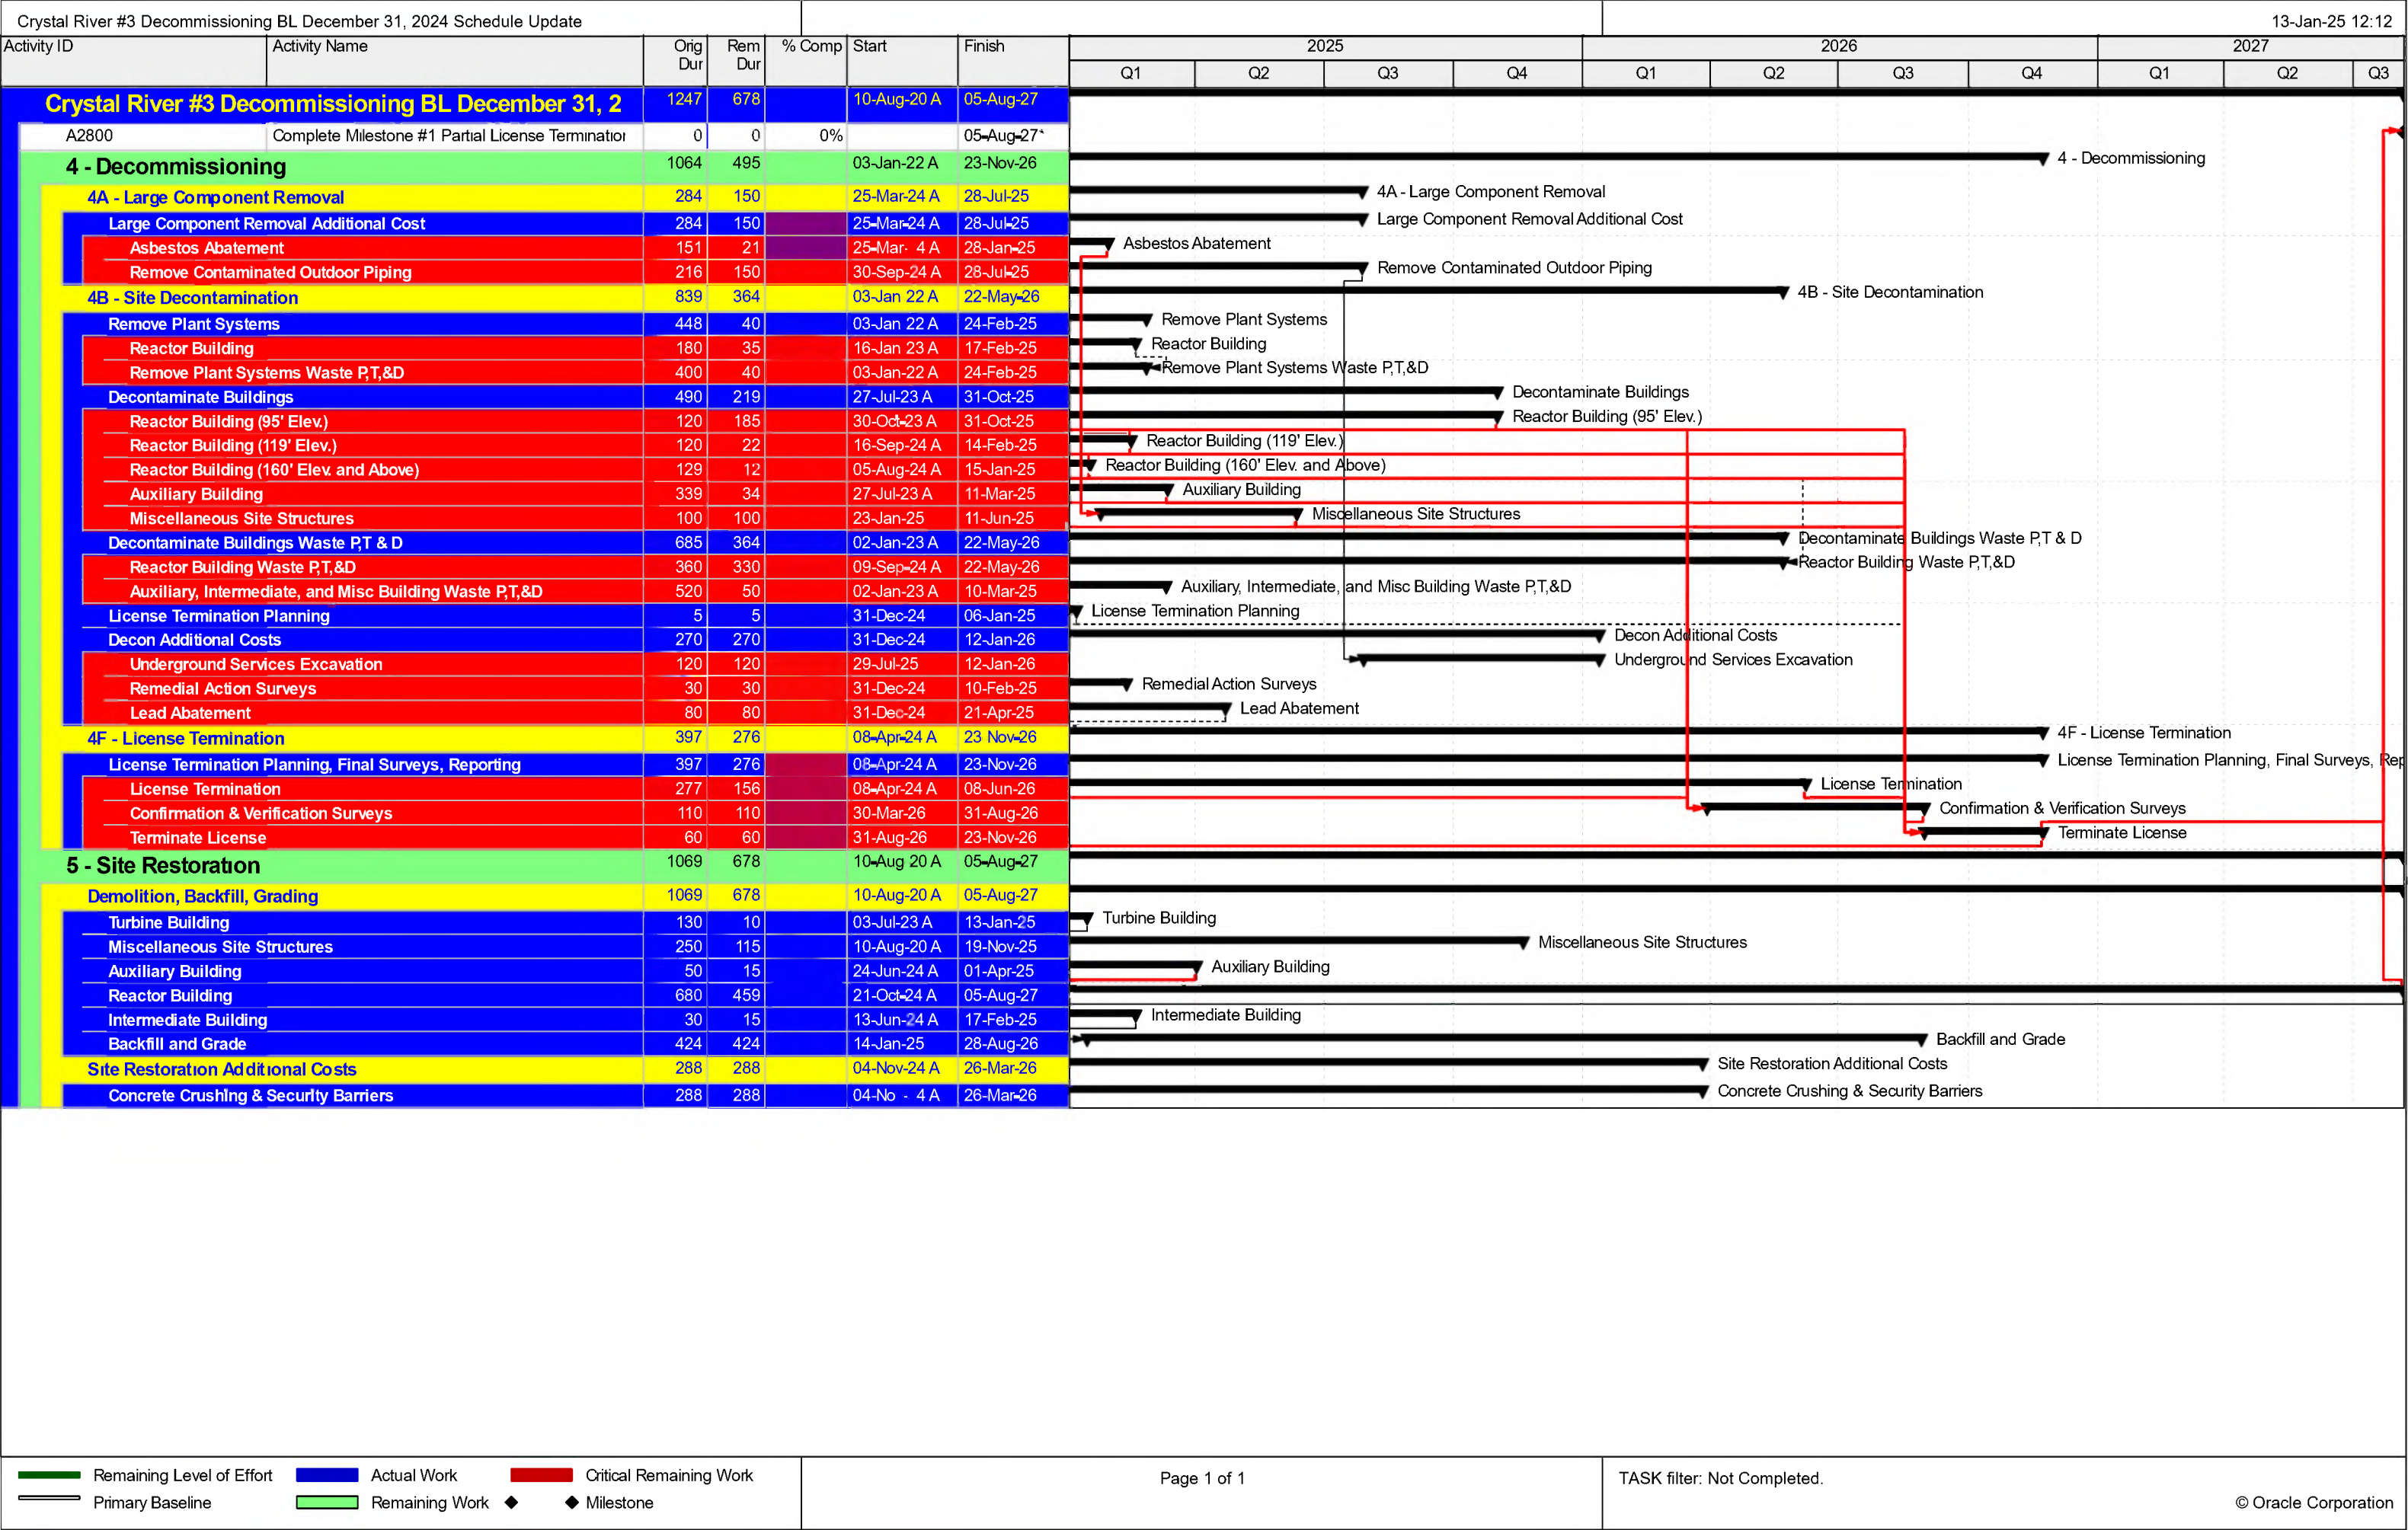 Crystal River #3 Decommissioning BL December 31, 2024 Schedule Update 13-Jan-25 12:12
Activity ID Activity Name Orig Dur Rem Dur % Comp Start Finish 2025 2026 2027
Q1 Q2 Q3 Q4 Q1 Q2 Q3 Q4 Q1 Q2 Q3
Crystal River #3 Decommissioning BL December 31, 2 1247 678 10-Aug-20 A 05-Aug-27
A2800 Complete Milestone #1 Partial License Termination 0 0 0% 05-Aug-27*
4 - Decommissioning 1064 495 03-Jan-22 A 23-Nov-26 4 - Decommissioning
4A - Large Component Removal 284 150 25-Mar-24 A 28-Jul-25 4A - Large Component Removal
Large Component Removal Additional Cost 284 150 25-Mar-24 A 28-Jul-25 Large Component Removal Additional Cost
Asbestos Abatement 151 21 25-Mar- 4 A 28-Jan-25 Asbestos Abatement
Remove Contaminated Outdoor Piping 216 150 30-Sep-24 A 28-Jul-25 Remove Contaminated Outdoor Piping
4B - Site Decontamination 839 364 03-Jan 22 A 22-May-26 4B - Site Decontamination
Remove Plant Systems 448 40 03-Jan 22 A 24-Feb-25 Remove Plant Systems
Reactor Building 180 35 16-Jan 23 A 17-Feb-25 Reactor Building
Remove Plant Systems Waste P,T,&D 400 40 03-Jan-22 A 24-Feb-25 Remove Plant Systems Waste P,T,&D
Decontaminate Buildings 490 219 27-Jul-23 A 31-Oct-25 Decontaminate Buildings
Reactor Building (95' Elev.) 120 185 30-Oct-23 A 31-Oct-25 Reactor Building (95' Elev.)
Reactor Building (119' Elev.) 120 22 16-Sep-24 A 14-Feb-25 Reactor Building (119' Elev.)
Reactor Building (160' Elev. and Above) 129 12 05-Aug-24 A 15-Jan-25 Reactor Building (160' Elev. and Above)
Auxiliary Building 339 34 27-Jul-23 A 11-Mar-25 Auxiliary Building
Miscellaneous Site Structures 100 100 23-Jan-25 11-Jun-25 Miscellaneous Site Structures
Decontaminate Buildings Waste P,T & D 685 364 02-Jan-23 A 22-May-26 Decontaminate Buildings Waste P,T & D
Reactor Building Waste P,T,&D 360 330 09-Sep-24 A 22-May-26 Reactor Building Waste P,T,&D
Auxiliary, Intermediate, and Misc Building Waste P,T,&D 520 50 02-Jan-23 A 10-Mar-25 Auxiliary, Intermediate, and Misc Building Waste P,T,&D
License Termination Planning 5 5 31-Dec-24 06-Jan-25 License Termination Planning
Decon Additional Costs 270 270 31-Dec-24 12-Jan-26 Decon Additional Costs
Underground Services Excavation 120 120 29-Jul-25 12-Jan-26 Underground Services Excavation
Remedial Action Surveys 30 30 31-Dec-24 10-Feb-25 Remedial Action Surveys
Lead Abatement 80 80 31-Dec-24 21-Apr-25 Lead Abatement
4F - License Termination 397 276 08-Apr-24 A 23 Nov-26 4F - License Termination
License Termination Planning, Final Surveys, Reporting 397 276 08-Apr-24 A 23-Nov-26 License Termination Planning, Final Surveys, Rep
License Termination 277 156 08-Apr-24 A 08-Jun-26 License Termination
Confirmation & Verification Surveys 110 110 30-Mar-26 31-Aug-26 Confirmation & Verification Surveys
Terminate License 60 60 31-Aug-26 23-Nov-26 Terminate License
5 - Site Restoration 1069 678 10-Aug 20 A 05-Aug-27
Demolition, Backfill, Grading 1069 678 10-Aug-20 A 05-Aug-27
Turbine Building 130 10 03-Jul-23 A 13-Jan-25 Turbine Building
Miscellaneous Site Structures 250 115 10-Aug-20 A 19-Nov-25 Miscellaneous Site Structures
Auxiliary Building 50 15 24-Jun-24 A 01-Apr-25 Auxiliary Building
Reactor Building 680 459 21-Oct-24 A 05-Aug-27
Intermediate Building 30 15 13-Jun-24 A 17-Feb-25 Intermediate Building
Backfill and Grade 424 424 14-Jan-25 28-Aug-26 Backfill and Grade
Site Restoration Additional Costs 288 288 04-Nov-24 A 26-Mar-26 Site Restoration Additional Costs
Concrete Crushing & Security Barriers 288 288 04-No - 4 A 26-Mar-26 Concrete Crushing & Security Barriers
Remaining Level of Effort Actual Work Critical Remaining Work Page 1 of 1 TASK filter: Not Completed.
Primary Baseline Remaining Work Milestone
© Oracle Corporation